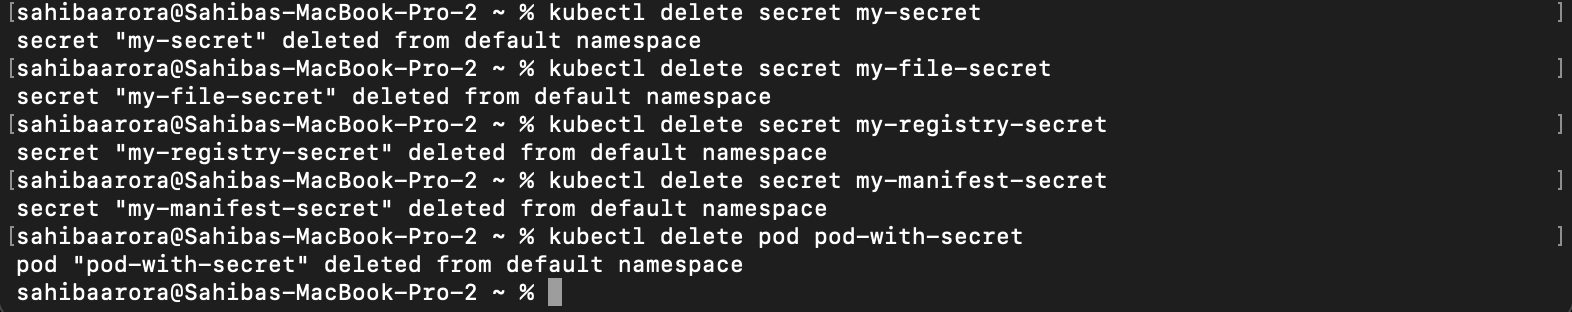 [sahibaarora@Sahibas-MacBook-Pro-2 ~ % kubectl delete secret my-secret ]
secret "my-secret" deleted from default namespace
[sahibaarora@Sahibas-MacBook-Pro-2 ~ % kubectl delete secret my-file-secret ]
secret "my-file-secret" deleted from default namespace
[sahibaarora@Sahibas-MacBook-Pro-2 ~ % kubectl delete secret my-registry-secret ]
secret "my-registry-secret" deleted from default namespace
[sahibaarora@Sahibas-MacBook-Pro-2 ~ % kubectl delete secret my-manifest-secret ]
secret "my-manifest-secret" deleted from default namespace
[sahibaarora@Sahibas-MacBook-Pro-2 ~ % kubectl delete pod pod-with-secret ]
pod "pod-with-secret" deleted from default namespace
sahibaarora@Sahibas-MacBook-Pro-2 ~ %